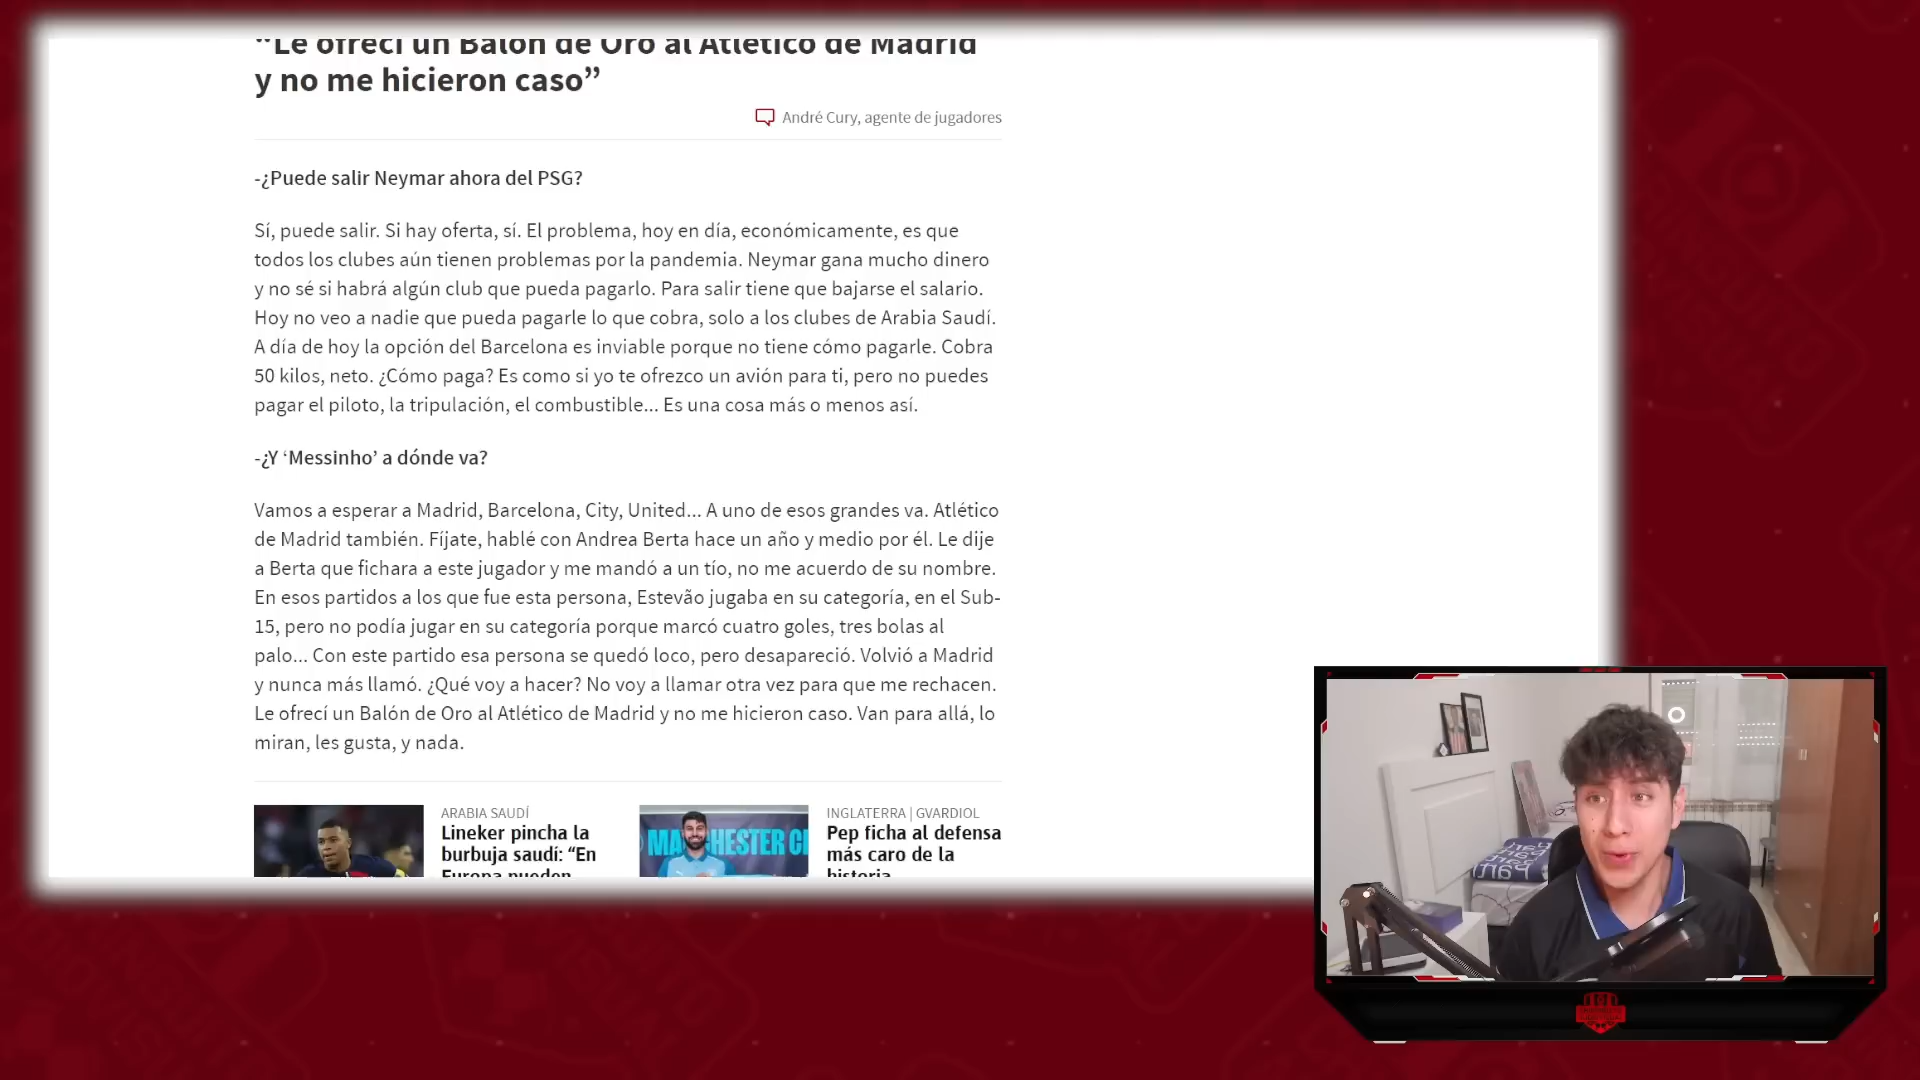 “Le ofrecí un Balón de Oro al Atlético de Madrid
y no me hicieron caso”
André Cury, agente de jugadores
-¿Puede salir Neymar ahora del PSG?
Sí, puede salir. Si hay oferta, sí. El problema, hoy en día, económicamente, es que
todos los clubes aún tienen problemas por la pandemia. Neymar gana mucho dinero
y no sé si habrá algún club que pueda pagarlo. Para salir tiene que bajarse el salario.
Hoy no veo a nadie que pueda pagarle lo que cobra, solo a los clubes de Arabia Saudí.
A día de hoy la opción del Barcelona es inviable porque no tiene cómo pagarle. Cobra
50 kilos, neto. ¿Cómo paga? Es como si yo te ofrezco un avión para ti, pero no puedes
pagar el piloto, la tripulación, el combustible... Es una cosa más o menos así.
-¿Y ‘Messinho’ a dónde va?
Vamos a esperar a Madrid, Barcelona, City, United... A uno de esos grandes va. Atlético
de Madrid también. Fíjate, hablé con Andrea Berta hace un año y medio por él. Le dije
a Berta que fichara a este jugador y me mandó a un tío, no me acuerdo de su nombre.
En esos partidos a los que fue esta persona, Estevão jugaba en su categoría, en el Sub-
15, pero no podía jugar en su categoría porque marcó cuatro goles, tres bolas al
palo... Con este partido esa persona se quedó loco, pero desapareció. Volvió a Madrid
y nunca más llamó. ¿Qué voy a hacer? No voy a llamar otra vez para que me rechacen.
Le ofrecí un Balón de Oro al Atlético de Madrid y no me hicieron caso. Van para allá, lo
miran, les gusta, y nada.
ARABIA SAUDÍ
Lineker pincha la
burbuja saudí: “En
Europa pueden
INGLATERRA | GVARDIOL
Pep ficha al defensa
más caro de la
historia